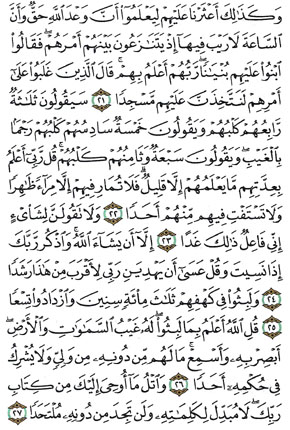 وَكَذَٰلِكَ أَعْثَرْنَا عَلَيْهِمْ لِيَعْلَمُوٓا۟ أَنَّ وَعْدَ ٱللَّهِ حَقٌّ وَأَنَّ
ٱلسَّاعَةَ لَا رَيْبَ فِيهَآ إِذْ يَتَنَٰزَعُونَ بَيْنَهُمْ أَمْرَهُمْ ۖ فَقَالُوا۟
ٱبْنُوا۟ عَلَيْهِم بُنْيَٰنًا ۖ رَّبُّهُمْ أَعْلَمُ بِهِمْ ۚ قَالَ ٱلَّذِينَ غَلَبُوا۟ عَلَىٰٓ
أَمْرِهِمْ لَنَتَّخِذَنَّ عَلَيْهِم مَّسْجِدًا ٢١ سَيَقُولُونَ ثَلَٰثَةٌ
رَّابِعُهُمْ كَلْبُهُمْ وَيَقُولُونَ خَمْسَةٌ سَادِسُهُمْ كَلْبُهُمْ رَجْمًۢا
بِٱلْغَيْبِ ۖ وَيَقُولُونَ سَبْعَةٌ وَثَامِنُهُمْ كَلْبُهُمْ ۚ قُل رَّبِّىٓ أَعْلَمُ
بِعِدَّتِهِم مَّا يَعْلَمُهُمْ إِلَّا قَلِيلٌ ۗ فَلَا تُمَارِ فِيهِمْ إِلَّا مِرَآءً ظَٰهِرًا
وَلَا تَسْتَفْتِ فِيهِم مِّنْهُمْ أَحَدًا ٢٢ وَلَا تَقُولَنَّ لِشَا۟ىْءٍ
إِنِّى فَاعِلٌ ذَٰلِكَ غَدًا ٢٣ إِلَّآ أَن يَشَآءَ ٱللَّهُ ۚ وَٱذْكُر رَّبَّكَ
إِذَا نَسِيتَ وَقُلْ عَسَىٰٓ أَن يَهْدِيَنِ رَبِّى لِأَقْرَبَ مِنْ هَٰذَا رَشَدًا
٢٤ وَلَبِثُوا۟ فِى كَهْفِهِمْ ثَلَٰثَ مِا۟ئَةٍ سِنِينَ وَٱزْدَادُوا۟ تِسْعًا
٢٥ قُلِ ٱللَّهُ أَعْلَمُ بِمَا لَبِثُوا۟ ۖ لَهُۥ غَيْبُ ٱلسَّمَٰوَٰتِ وَٱلْأَرْضِ ۖ
أَبْصِرْ بِهِۦ وَأَسْمِعْ ۚ مَا لَهُم مِّن دُونِهِۦ مِن وَلِىٍّ وَلَا يُشْرِكُ
فِى حُكْمِهِۦٓ أَحَدًا ٢٦ وَٱتْلُ مَآ أُوحِىَ إِلَيْكَ مِن كِتَابِ
رَبِّكَ ۖ لَا مُبَدِّلَ لِكَلِمَٰتِهِۦ وَلَن تَجِدَ مِن دُونِهِۦ مُلْتَحَدًا ٢٧